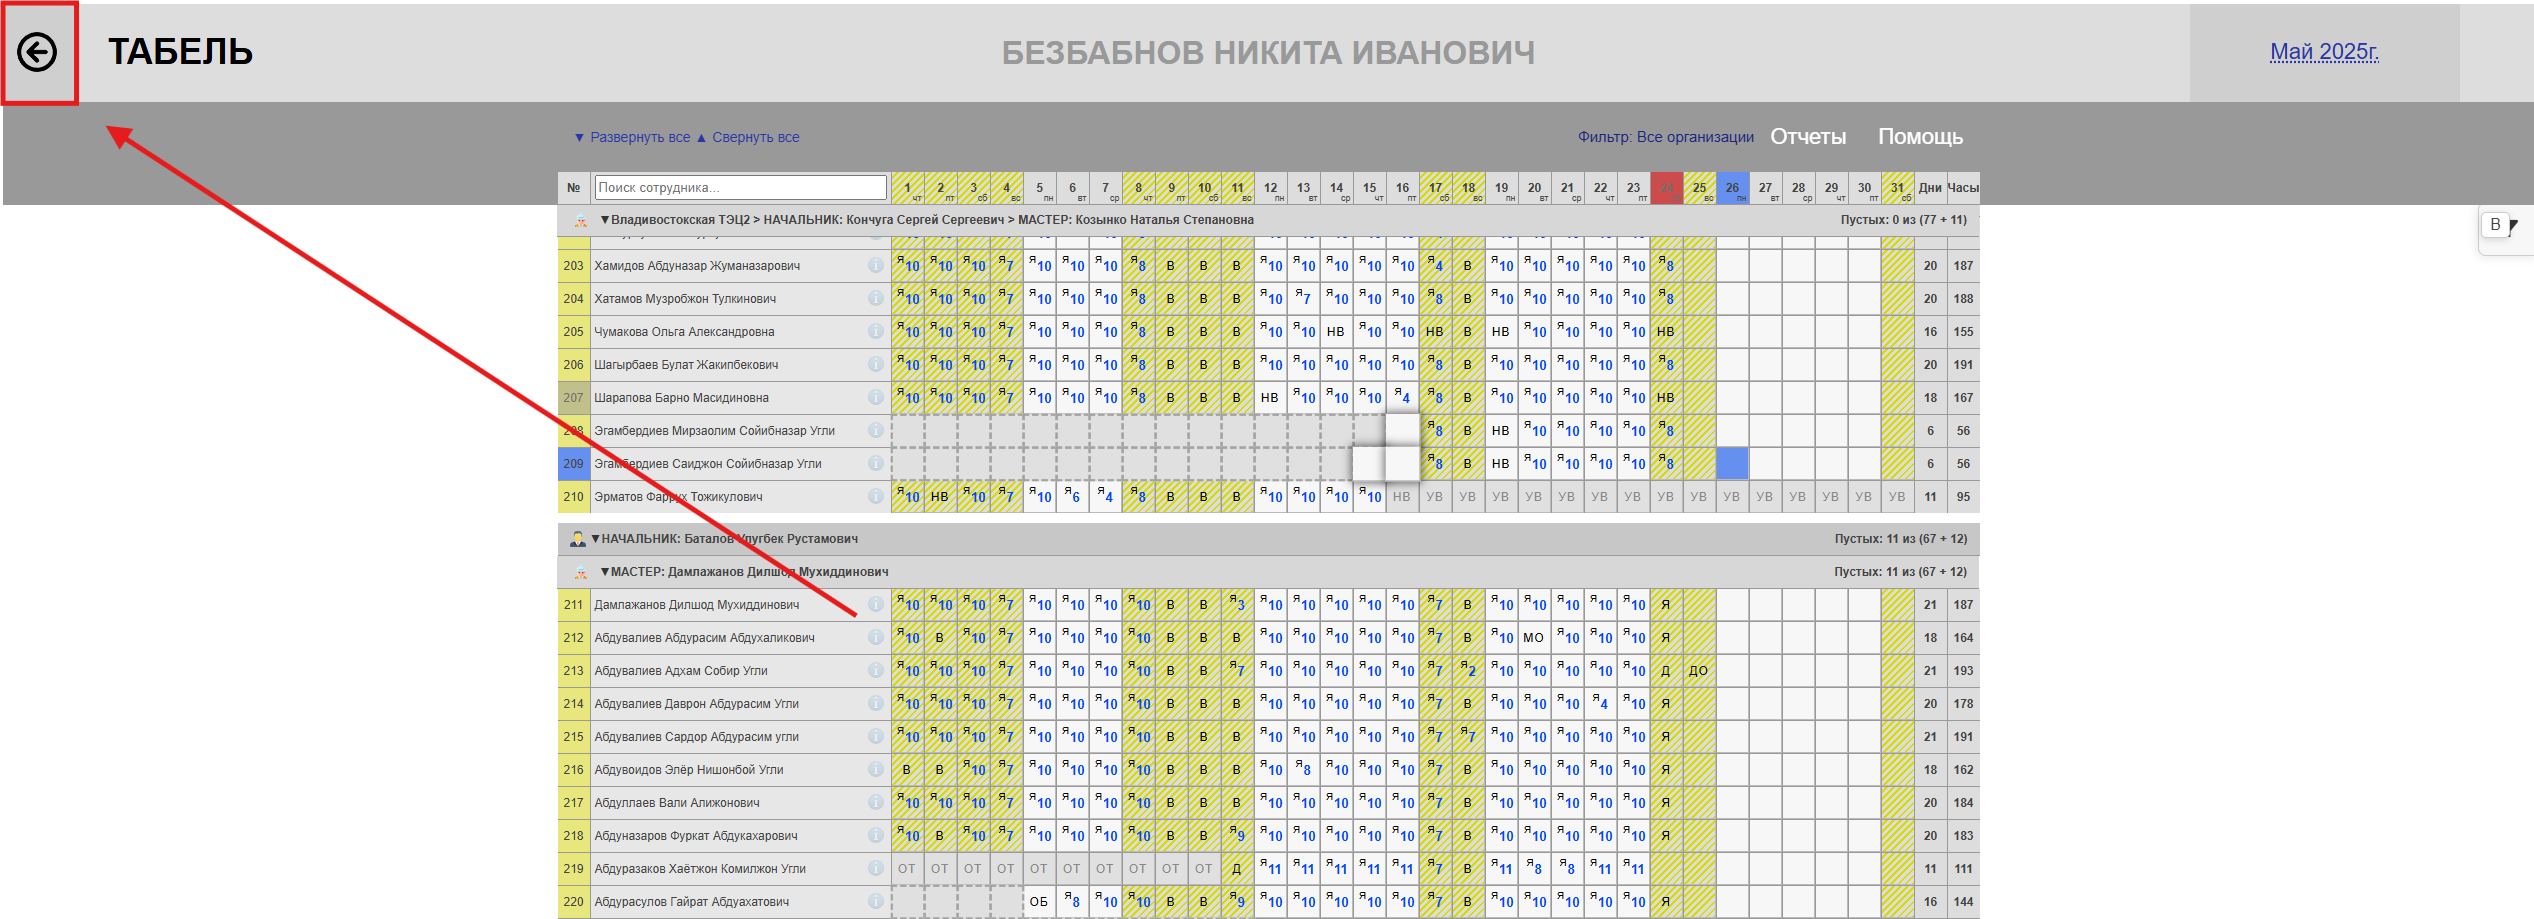 ТАБЕЛЬ БЕЗБАБНОВ НИКИТА ИВАНОВИЧ Май 2025г.
▼ Развернуть все ▲ Свернуть все Фильтр: Все организации Отчеты Помощь
№ Поиск сотрудника... 1 чт 2 пт 3 сб 4 вс 5 пн 6 вт 7 ср 8 чт 9 пт 10 сб 11 вс 12 пн 13 вт 14 ср 15 чт 16 пт 17 сб 18 вс 19 пн 20 вт 21 ср 22 чт 23 пт 24 сб 25 вс 26 пн 27 вт 28 ср 29 чт 30 пт 31 сб Дни Часы
▼Владивостокская ТЭЦ2 > НАЧАЛЬНИК: Кончуга Сергей Сергеевич > МАСТЕР: Козынко Наталья Степановна Пустых: 0 из (77 + 11)
В
203 Хамидов Абдуназар Жуманазарович Я10 Я10 Я10 Я7 Я10 Я10 Я10 Я8 В В В Я10 Я10 Я10 Я10 Я10 Я4 В Я10 Я10 Я10 Я10 Я10 Я8 20 187
204 Хатамов Музробжон Тулкинович Я10 Я10 Я10 Я7 Я10 Я10 Я10 Я8 В В В Я10 Я7 Я10 Я10 Я10 Я8 В Я10 Я10 Я10 Я10 Я10 Я8 20 188
205 Чумакова Ольга Александровна Я10 Я10 Я10 Я7 Я10 Я10 Я10 Я8 В В В Я10 Я10 НВ Я10 Я10 НВ В НВ Я10 Я10 Я10 Я10 НВ 16 155
206 Шагырбаев Булат Жакипбекович Я10 Я10 Я10 Я7 Я10 Я10 Я10 Я8 В В В Я10 Я10 Я10 Я10 Я10 Я8 В Я10 Я10 Я10 Я10 Я10 Я8 20 191
207 Шарапова Барно Масидиновна Я10 Я10 Я10 Я7 Я10 Я10 Я10 Я8 В В В НВ Я10 Я10 Я10 Я4 Я8 В Я10 Я10 Я10 Я10 Я10 НВ 18 167
208 Эгамбердиев Мирзаолим Сойибназар Угли Я8 В НВ Я10 Я10 Я10 Я10 Я8 6 56
209 Эгамбердиев Саиджон Сойибназар Угли Я8 В НВ Я10 Я10 Я10 Я10 Я8 6 56
210 Эрматов Фаррух Тожикулович Я10 НВ Я10 Я7 Я10 Я6 Я4 Я8 В В В Я10 Я10 Я10 Я10 НВ УВ УВ УВ УВ УВ УВ УВ УВ УВ УВ УВ УВ УВ УВ УВ 11 95
▼НАЧАЛЬНИК: Баталов Улугбек Рустамович Пустых: 11 из (67 + 12)
▼МАСТЕР: Дамлажанов Дилшод Мухиддинович Пустых: 11 из (67 + 12)
211 Дамлажанов Дилшод Мухиддинович Я10 Я10 Я10 Я7 Я10 Я10 Я10 Я10 В В Я3 Я10 Я10 Я10 Я10 Я10 Я7 В Я10 Я10 Я10 Я10 Я10 Я 21 187
212 Абдувалиев Абдурасим Абдухаликович Я10 В Я10 Я7 Я10 Я10 Я10 Я10 В В В Я10 Я10 Я10 Я10 Я10 Я7 В Я10 МО Я10 Я10 Я10 Я 18 164
213 Абдувалиев Адхам Собир Угли Я10 Я10 Я10 Я7 Я10 Я10 Я10 Я10 В В Я7 Я10 Я10 Я10 Я10 Я10 Я7 Я2 Я10 Я10 Я10 Я10 Я10 Д ДО 21 193
214 Абдувалиев Даврон Абдурасим Угли Я10 Я10 Я10 Я7 Я10 Я10 Я10 Я10 В В В Я10 Я10 Я10 Я10 Я10 Я7 В Я10 Я10 Я10 Я4 Я10 Я 20 178
215 Абдувалиев Сардор Абдурасим угли Я10 Я10 Я10 Я7 Я10 Я10 Я10 Я10 В В В Я10 Я10 Я10 Я10 Я10 Я7 Я7 Я10 Я10 Я10 Я10 Я10 Я 21 191
216 Абдувоидов Элёр Нишонбой Угли В В Я10 Я7 Я10 Я10 Я10 Я10 В В В Я10 Я8 Я10 Я10 Я10 Я7 В Я10 Я10 Я10 Я10 Я10 Я 18 162
217 Абдуллаев Вали Алижонович Я10 Я10 Я10 Я7 Я10 Я10 Я10 Я10 В В В Я10 Я10 Я10 Я10 Я10 Я7 В Я10 Я10 Я10 Я10 Я10 Я 20 184
218 Абдуназаров Фуркат Абдукахарович Я10 В Я10 Я7 Я10 Я10 Я10 Я10 В В Я9 Я10 Я10 Я10 Я10 Я10 Я7 В Я10 Я10 Я10 Я10 Я10 Я 20 183
219 Абдуразаков Хаётжон Комилжон Угли ОТ ОТ ОТ ОТ ОТ ОТ ОТ ОТ ОТ ОТ Д Я11 Я11 Я11 Я11 Я11 Я7 В Я11 Я8 Я8 Я11 Я11 11 111
220 Абдурасулов Гайрат Абдуахатович ОБ Я8 Я10 Я10 В В Я9 Я10 Я10 Я10 Я10 Я10 Я7 В Я10 Я10 Я10 Я10 Я10 Я 16 144